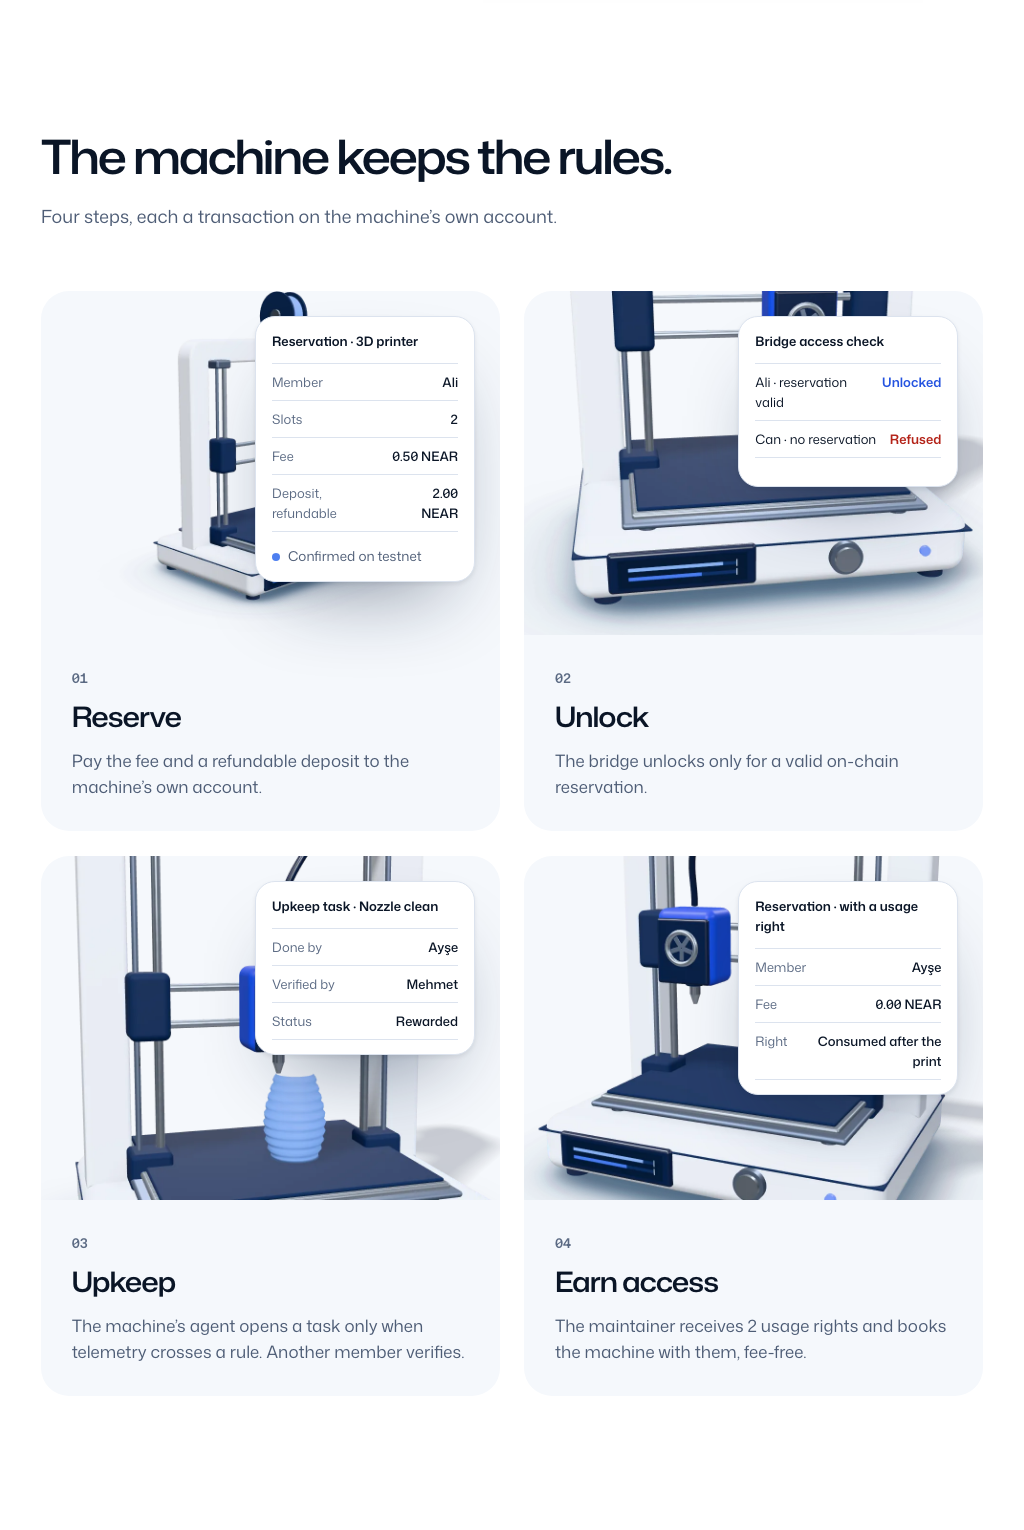 The machine keeps the rules.
Four steps, each a transaction on the machine’s own account.
Reservation · 3D printer
Member Ali
Slots 2
Fee 0.50 NEAR
Deposit, 2.00
refundable NEAR
Confirmed on testnet
01
Reserve
Pay the fee and a refundable deposit to the
machine’s own account.
Bridge access check
Ali · reservation Unlocked
valid
Can · no reservation Refused
02
Unlock
The bridge unlocks only for a valid on-chain
reservation.
Upkeep task · Nozzle clean
Done by Ayşe
Verified by Mehmet
Status Rewarded
03
Upkeep
The machine’s agent opens a task only when
telemetry crosses a rule. Another member verifies.
Reservation · with a usage
right
Member Ayşe
Fee 0.00 NEAR
Right Consumed after the
print
04
Earn access
The maintainer receives 2 usage rights and books
the machine with them, fee-free.